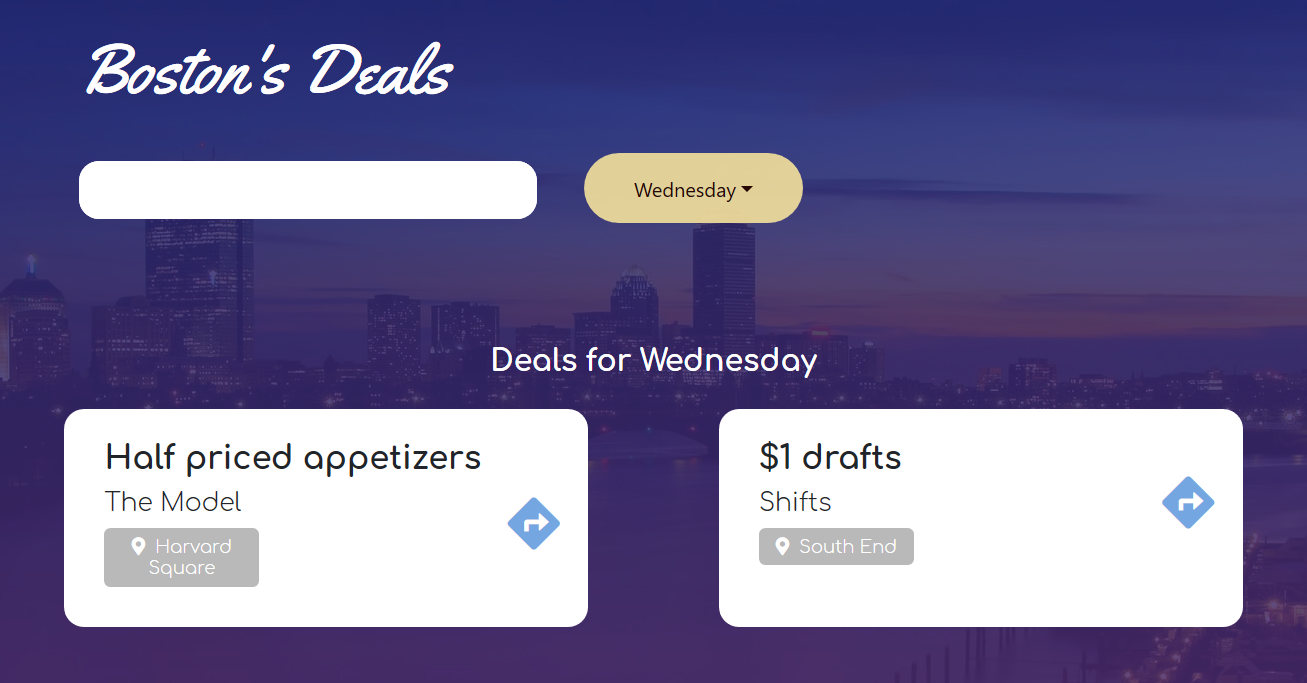 Boston's Deals
Wednesday
Deals for Wednesday
Half priced appetizers
The Model
Harvard
Square
$1 drafts
Shifts
South End